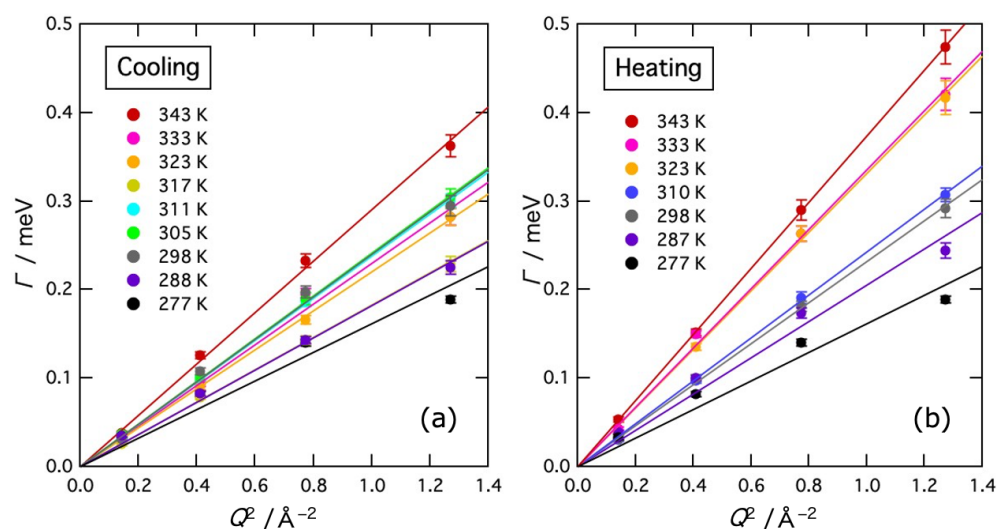 Cooling
343 K
333 K
323 K
317 K
311 K
305 K
298 K
288 K
277 K
(a)
0.5
0.4
0.3
0.2
0.1
0.0
Γ / meV
0.0 0.2 0.4 0.6 0.8 1.0 1.2 1.4
Q² / Å⁻²
Heating
343 K
333 K
323 K
310 K
298 K
287 K
277 K
(b)
0.5
0.4
0.3
0.2
0.1
0.0
Γ / meV
0.0 0.2 0.4 0.6 0.8 1.0 1.2 1.4
Q² / Å⁻²